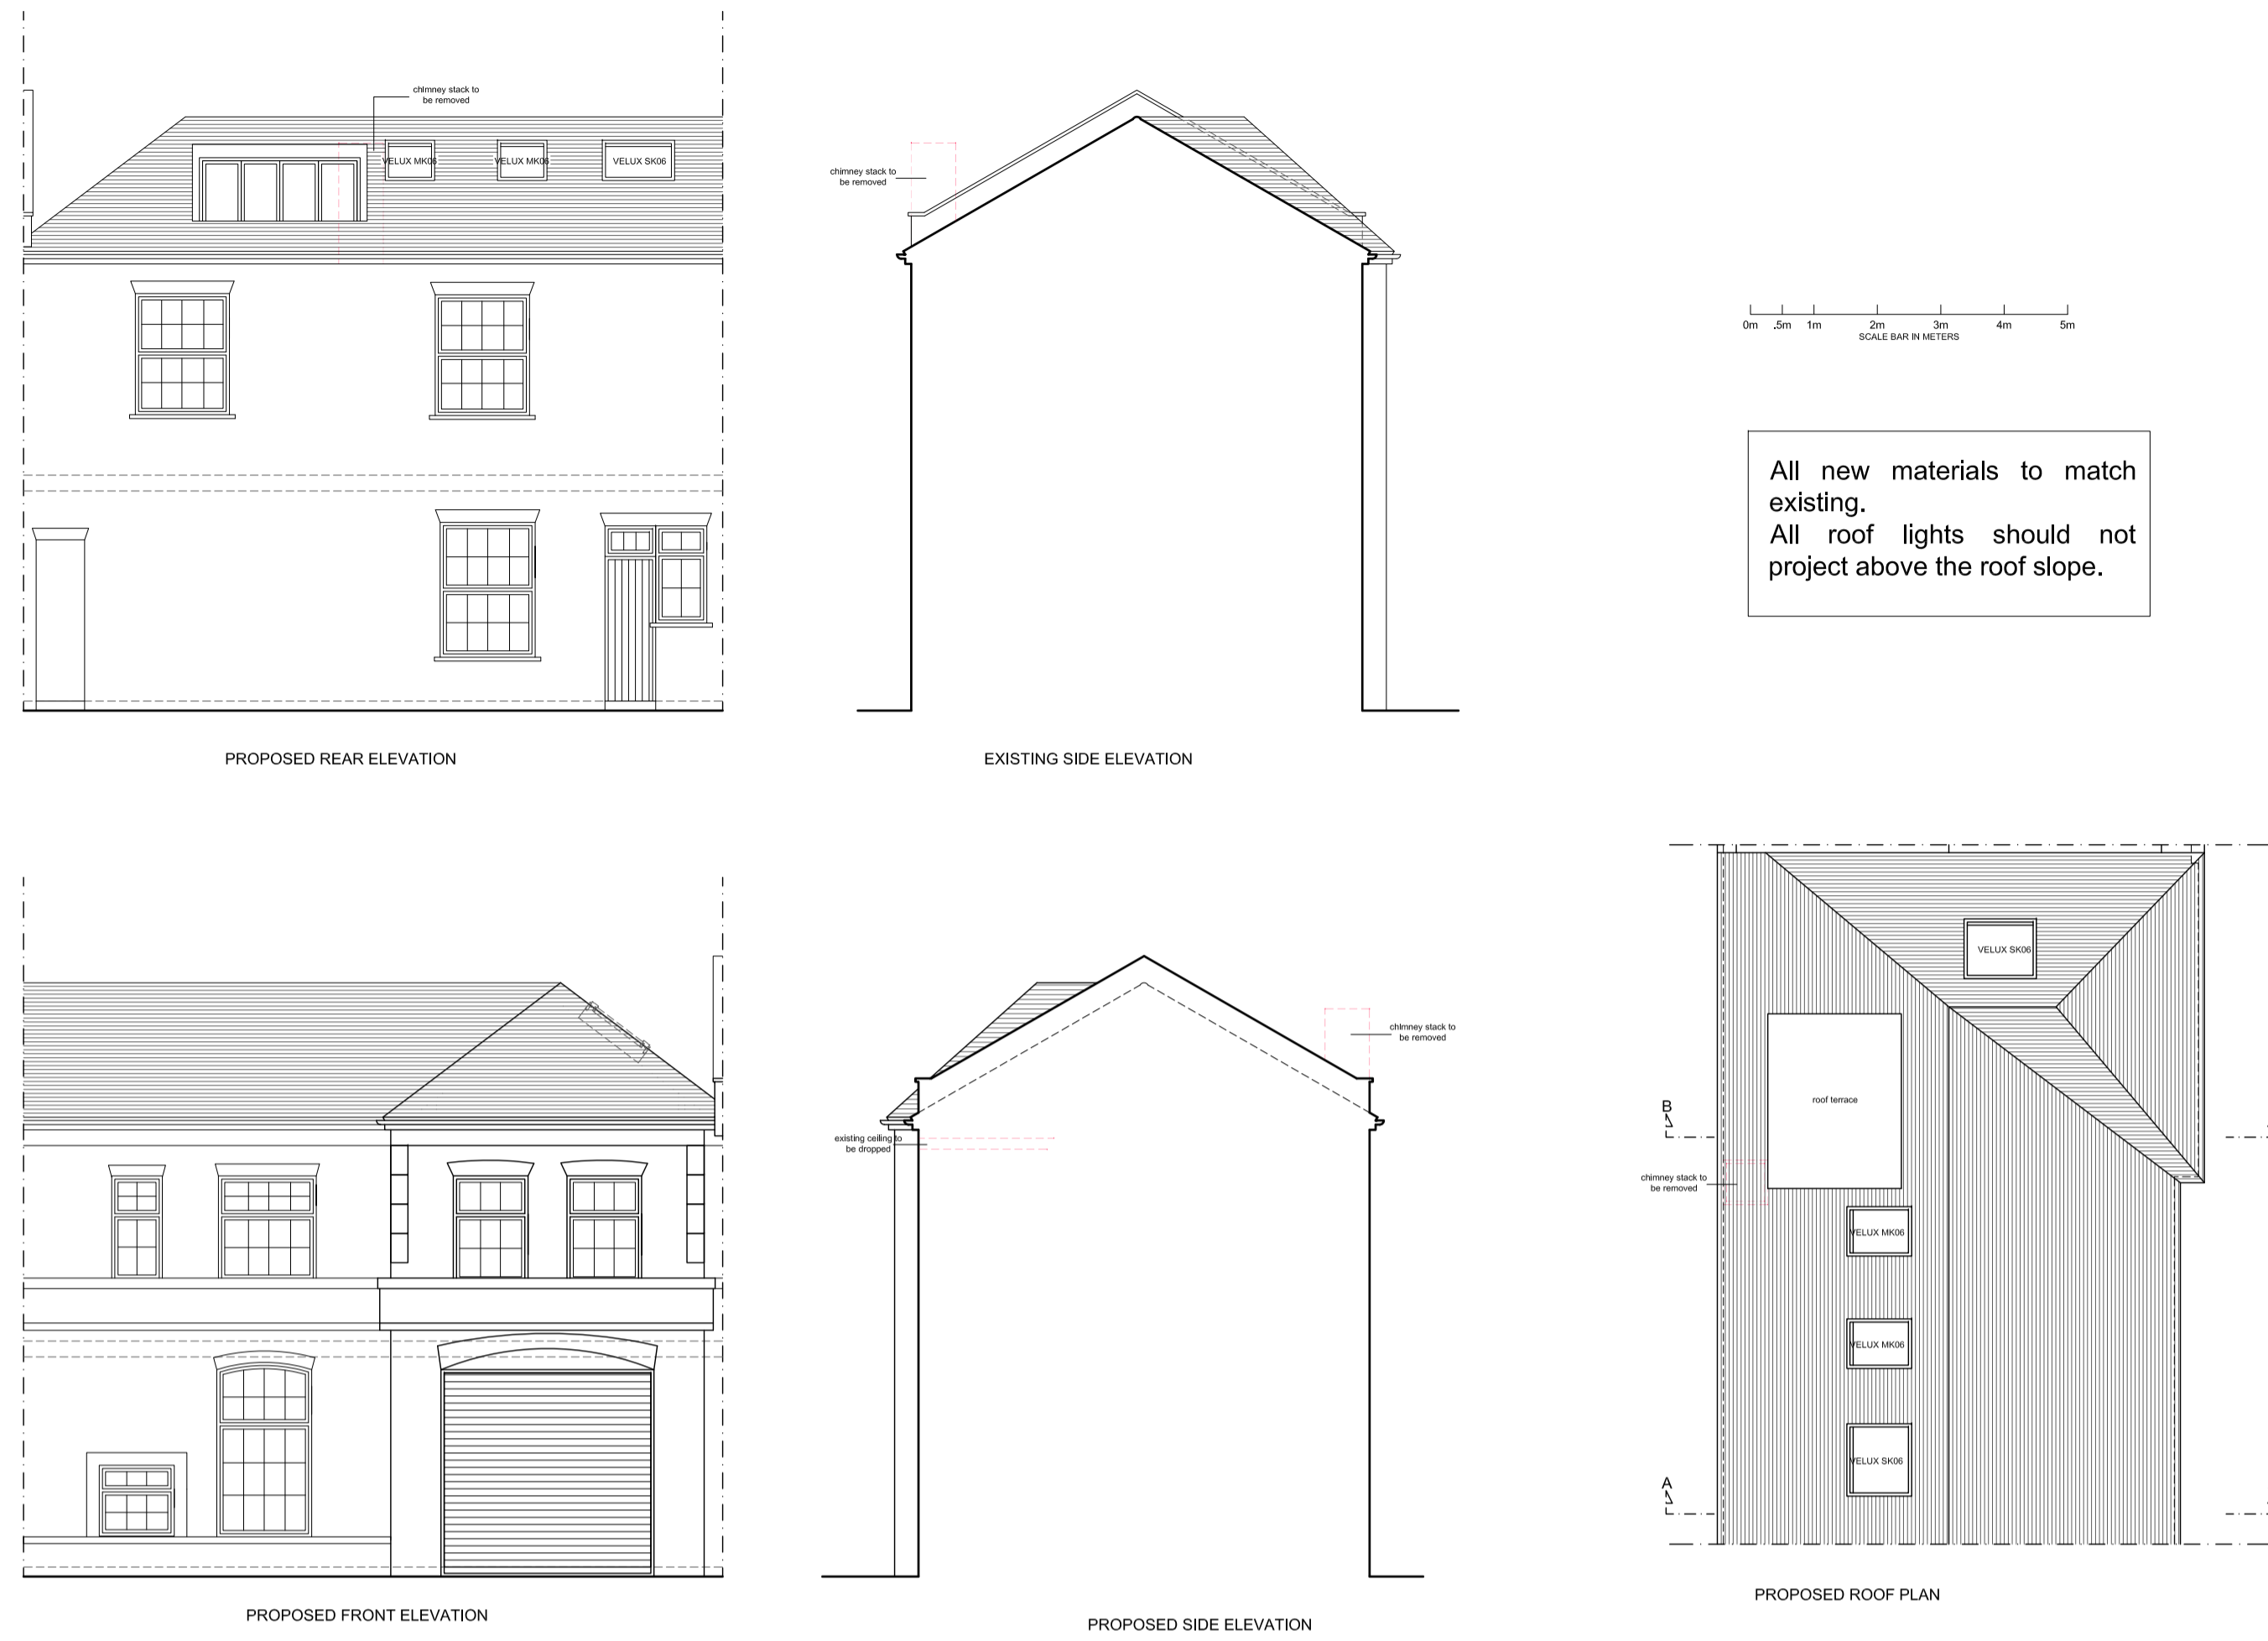 chimney stack to
be removed
VELUX MK06
VELUX MK06
VELUX SK06
PROPOSED REAR ELEVATION
chimney stack to
be removed
EXISTING SIDE ELEVATION
0m .5m 1m 2m 3m 4m 5m
SCALE BAR IN METERS
All new materials to match
existing.
All roof lights should not
project above the roof slope.
PROPOSED FRONT ELEVATION
chimney stack to
be removed
existing ceiling to
be dropped
PROPOSED SIDE ELEVATION
VELUX SK06
roof terrace
B
chimney stack to
be removed
VELUX MK06
VELUX MK06
VELUX SK06
A
PROPOSED ROOF PLAN